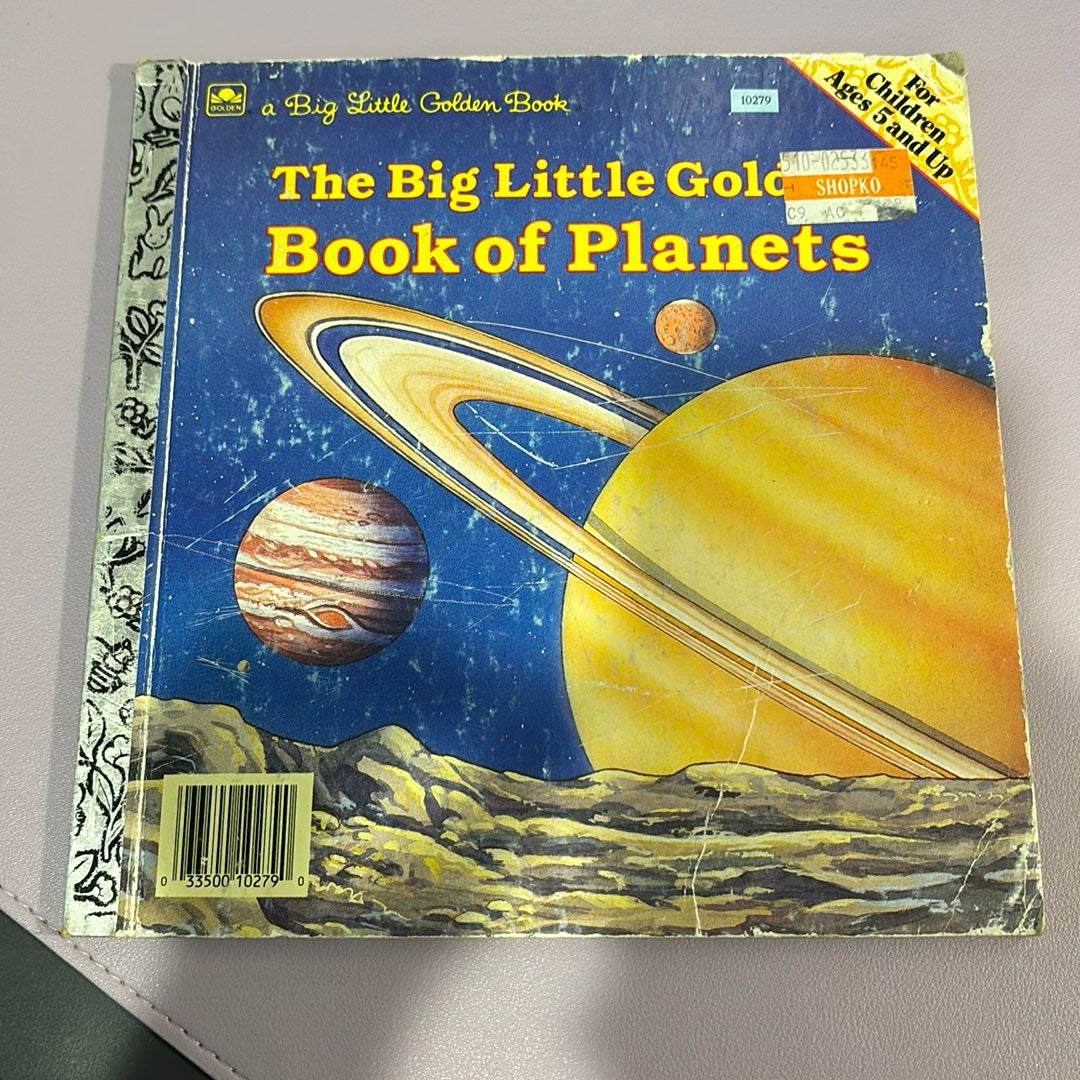 GOLDEN
a Big Little Golden Book
10279
For
Children
Ages 5 and Up
The Big Little Gold
Book of Planets
SHOPKO
0 33500 10279 0